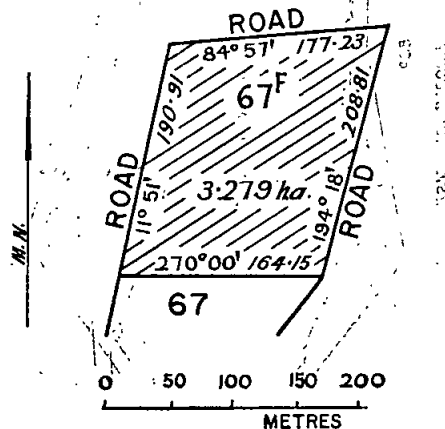 ROAD
84° 57' 177·23
67F
190·91
208·81
ROAD
11° 51'
3·279 ha.
194° 18'
ROAD
M.N.
270° 00' 164·15
67
0 50 100 150 200
METRES